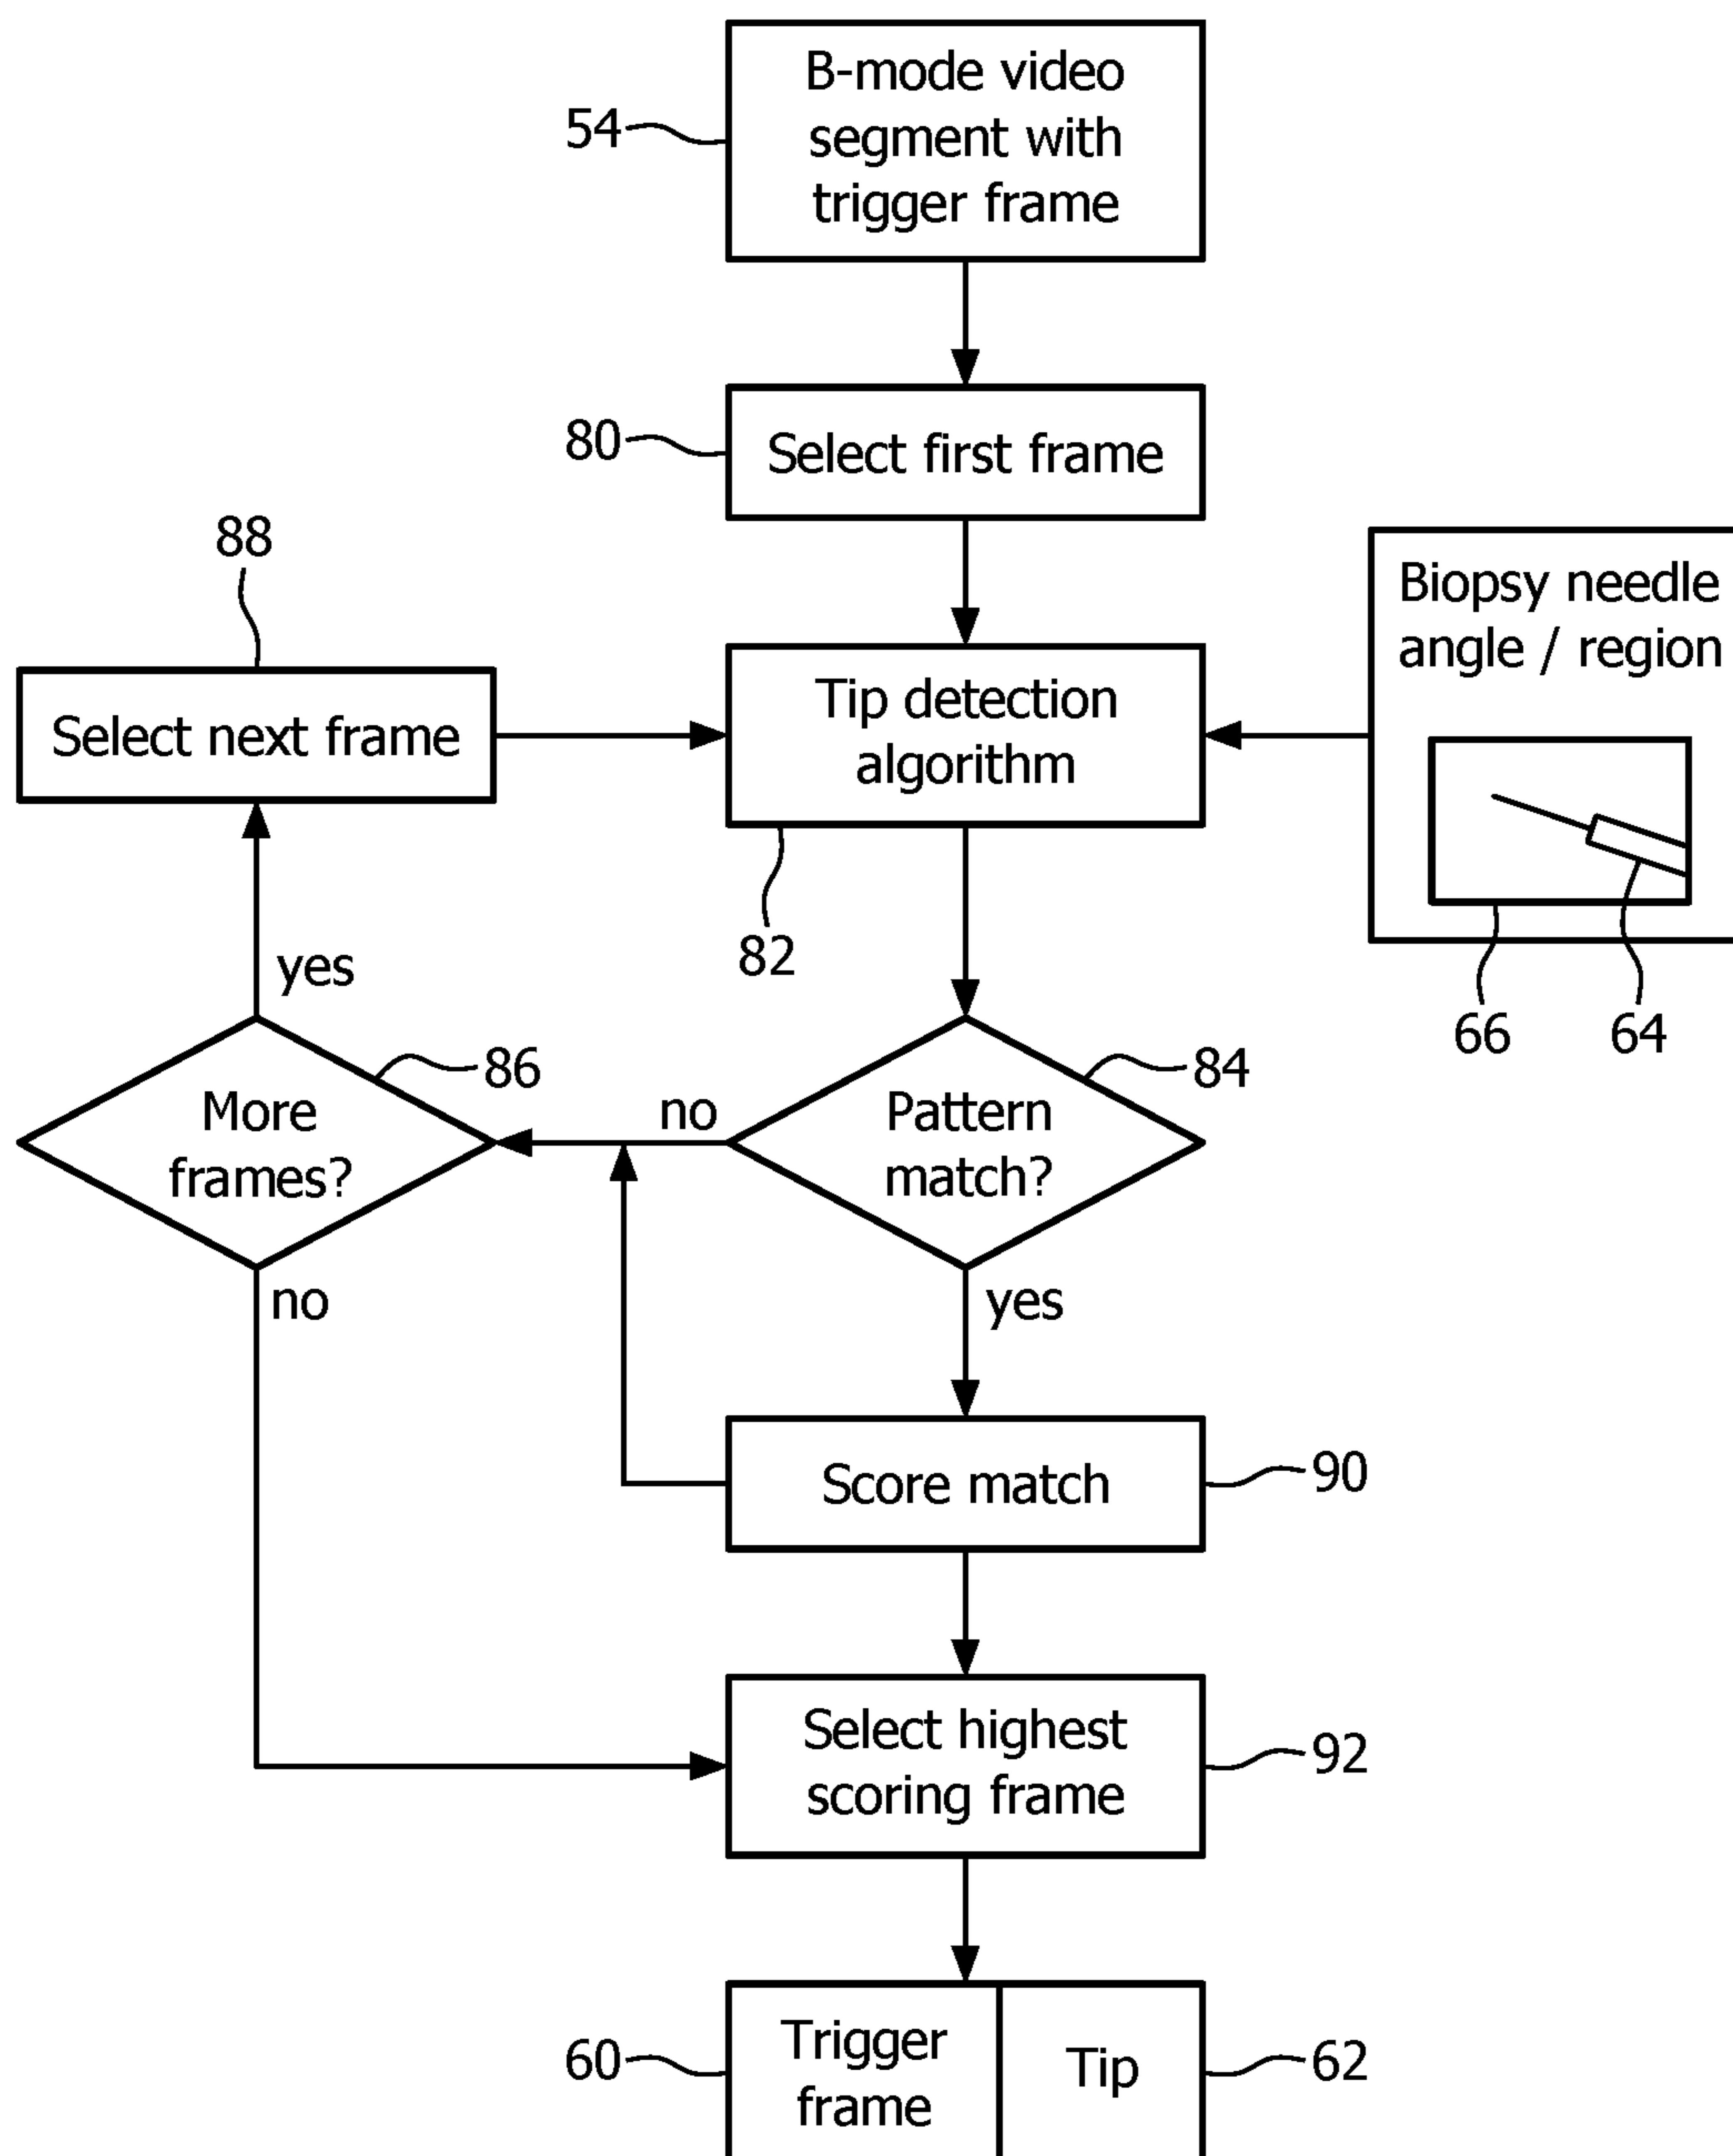 B-mode video
segment with
trigger frame
54
Select first frame
80
88
Select next frame
Tip detection
algorithm
82
Biopsy needle
angle / region
66
64
yes
More
frames?
86
no
no
Pattern
match?
84
yes
Score match
90
Select highest
scoring frame
92
60
Trigger
frame
Tip
62